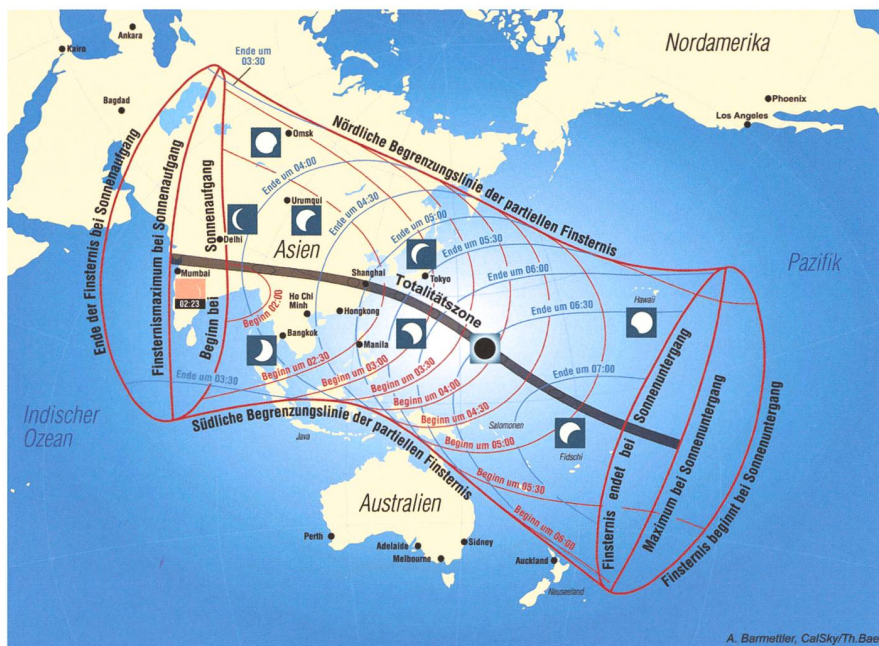 Nordamerika
Ankara
Kairo
Ende um
03:30
Bagdad
Phoenix
Los Angeles
Omsk
Nördliche Begrenzungslinie der partiellen Finsternis
Ende der Finsternis bei Sonnenaufgang
Finsternismaximum bei Sonnenaufgang
Beginn bei Sonnenaufgang
Ende um 04:00
Ende um 04:30
Urumqui
Ende um 05:00
Delhi
Asien
Ende um 05:30
Pazifik
Mumbai
Shanghai
Tokyo
Ende um 06:00
Totalitätszone
02:23
Beginn 02:00
Ho Chi
Minh
Hongkong
Ende um 06:30
Hawaii
Bangkok
Manila
Beginn um 02:30
Beginn um 03:00
Beginn um 03:30
Ende um 07:00
Ende um 03:30
Beginn um 04:00
Indischer
Ozean
Südliche Begrenzungslinie der partiellen Finsternis
Beginn um 04:30
Java
Salomonen
Beginn um 05:00
Fidschi
Finsternis endet bei Sonnenuntergang
Maximum bei Sonnenuntergang
Finsternis beginnt bei Sonnenuntergang
Beginn um 05:30
Australien
Beginn um 06:00
Perth
Adelaide
Sidney
Melbourne
Auckland
Neuseeland
A. Barmettler, CalSky/Th.Bae